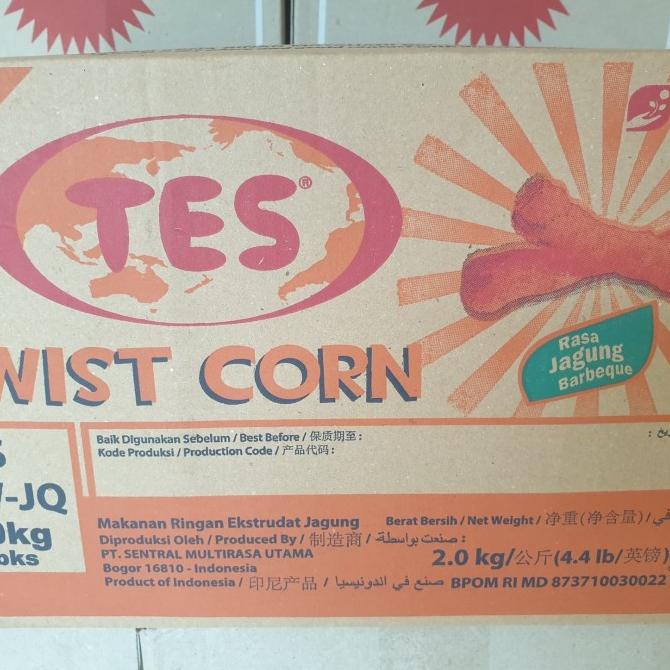 TES®
WIST CORN
Rasa
Jagung
Barbeque
-JQ
0kg
Baik Digunakan Sebelum / Best Before / 保质期至 :
Kode Produksi / Production Code / 产品代码 :
Makanan Ringan Ekstrudat Jagung
Diproduksi Oleh / Produced By / 制造商 / صنعت بواسطة :
PT. SENTRAL MULTIRASA UTAMA
Bogor 16810 - Indonesia
Product of Indonesia / 印尼产品 / صنع في اندونيسيا
Berat Bersih / Net Weight / 净重(净含量) /
2.0 kg/公斤(4.4 lb/英镑)
BPOM RI MD 873710030022